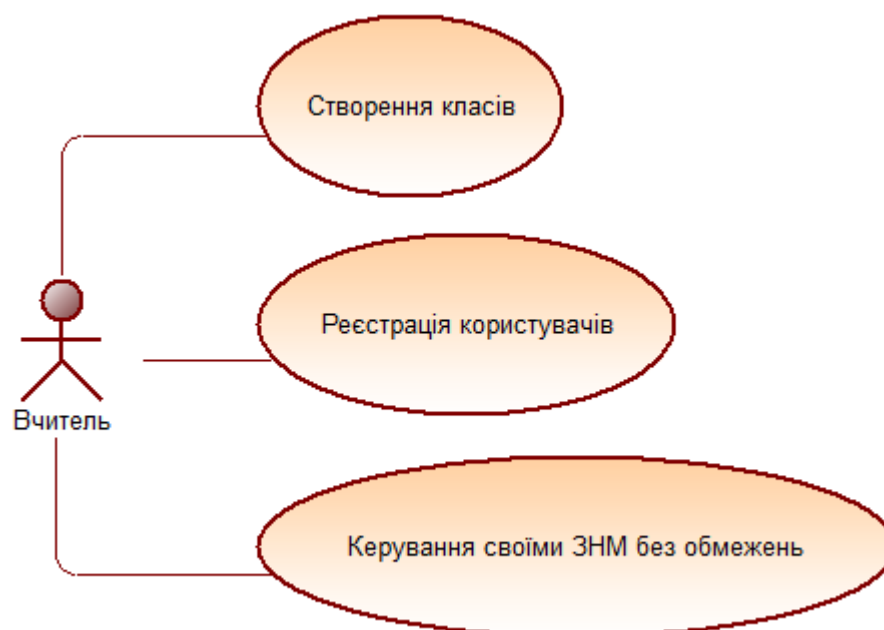 Створення класів
Реєстрація користувачів
Вчитель
Керування своїми ЗНМ без обмежень